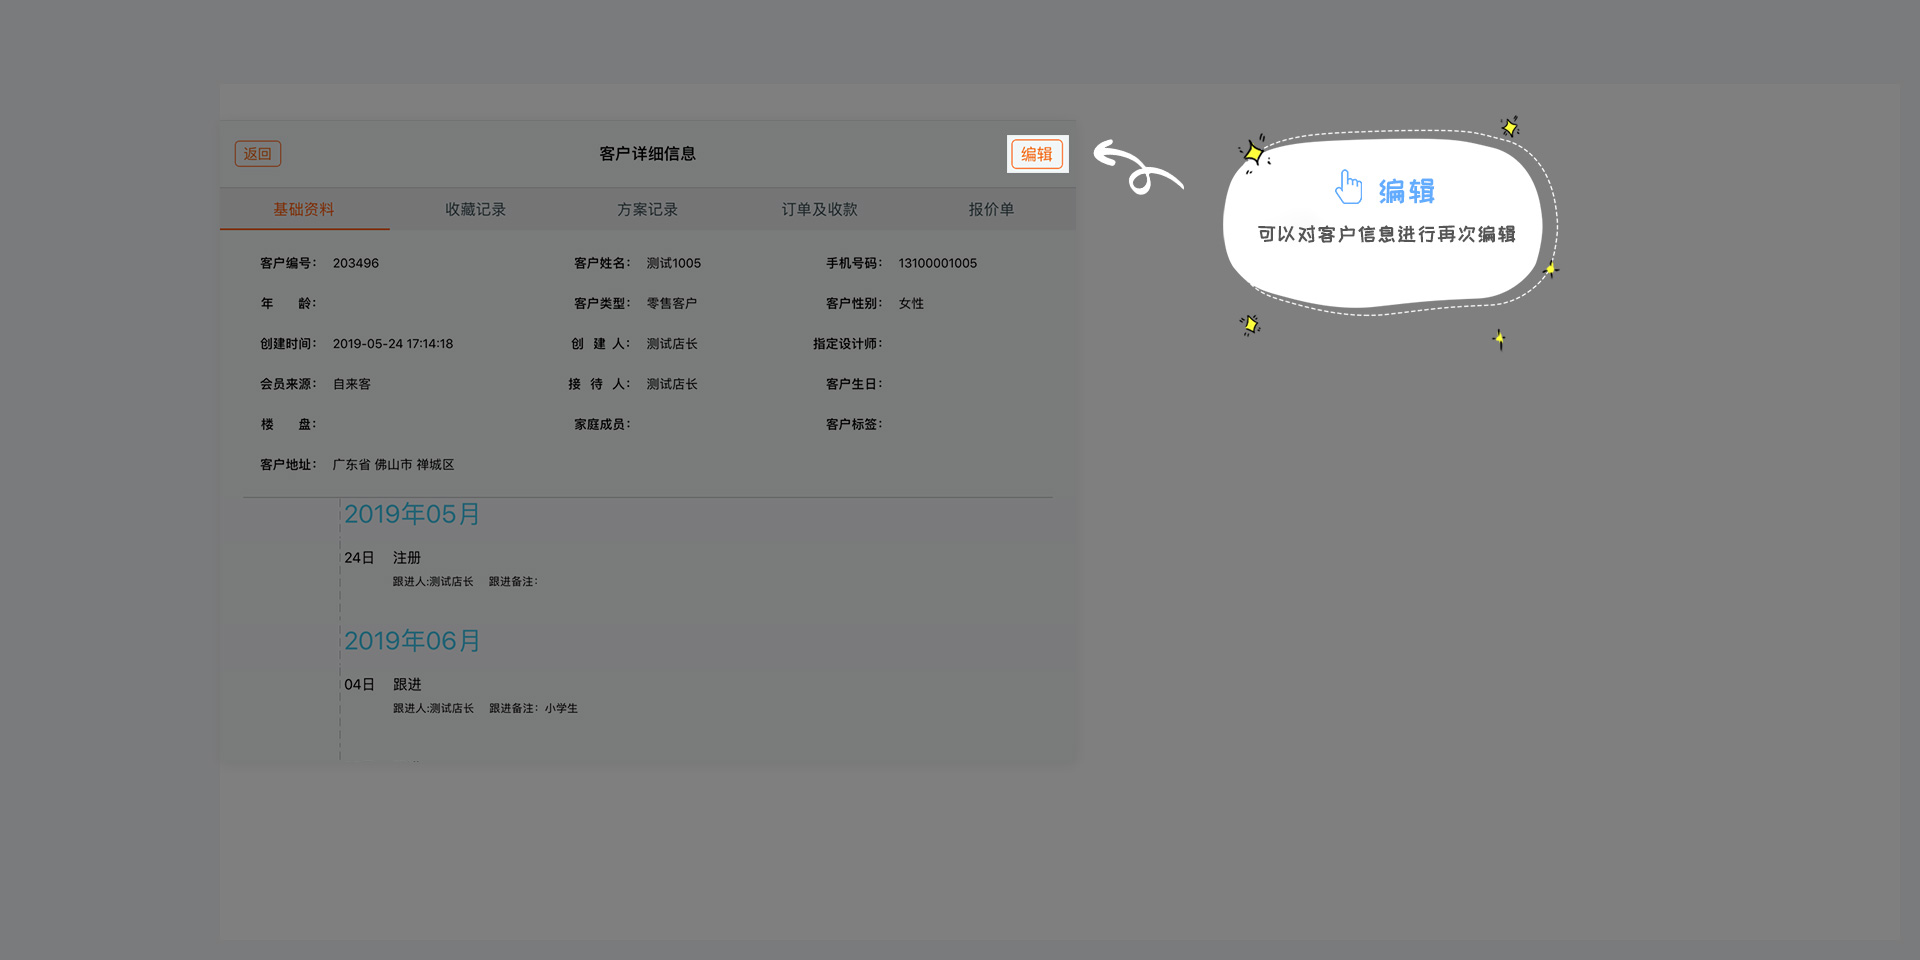 返回
客户详细信息
编辑
基础资料 收藏记录 方案记录 订单及收款 报价单
客户编号： 203496 客户姓名： 测试1005 手机号码： 13100001005
年 龄： 客户类型： 零售客户 客户性别： 女性
创建时间： 2019-05-24 17:14:18 创 建 人： 测试店长 指定设计师：
会员来源： 自来客 接 待 人： 测试店长 客户生日：
楼 盘： 家庭成员： 客户标签：
客户地址： 广东省 佛山市 禅城区
2019年05月
24日 注册
跟进人:测试店长 跟进备注：
2019年06月
04日 跟进
跟进人:测试店长 跟进备注：小学生
编辑
可以对客户信息进行再次编辑